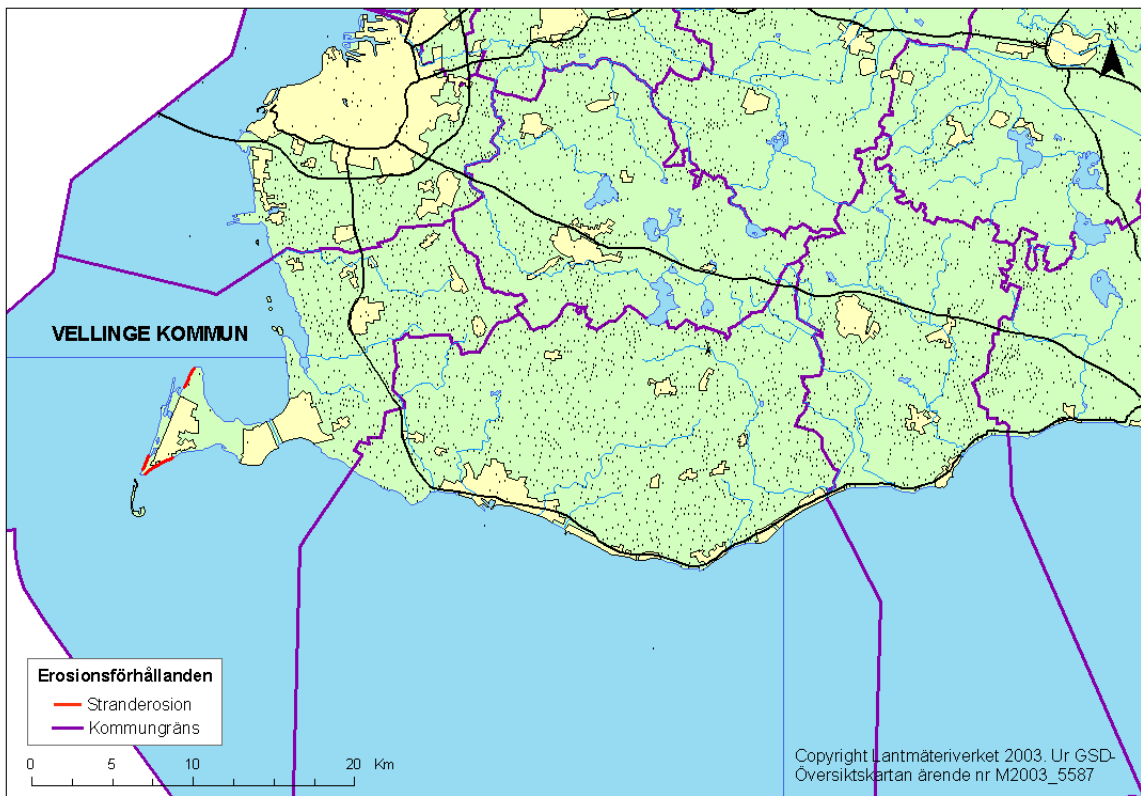 N
VELLINGE KOMMUN
Erosionsförhållanden
Stranderosion
Kommungräns
0 5 10 20 Km
Copyright Lantmäteriverket 2003. Ur GSD-
Översiktskartan ärende nr M2003_5587